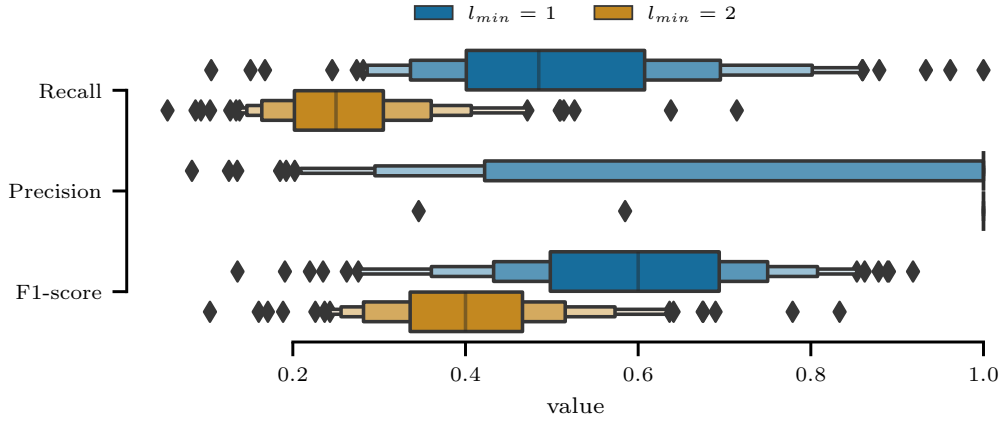 l_min = 1
l_min = 2
Recall
Precision
F1-score
0.2 0.4 0.6 0.8 1.0
value